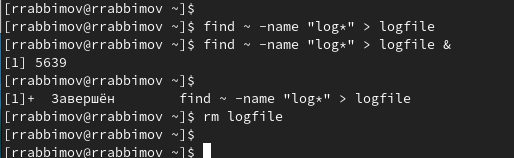 [rrabbimov@rrabbimov ~]$
[rrabbimov@rrabbimov ~]$ find ~ -name "log*" > logfile
[rrabbimov@rrabbimov ~]$ find ~ -name "log*" > logfile &
[1] 5639
[rrabbimov@rrabbimov ~]$
[1]+  Завершён        find ~ -name "log*" > logfile
[rrabbimov@rrabbimov ~]$ rm logfile
[rrabbimov@rrabbimov ~]$
[rrabbimov@rrabbimov ~]$